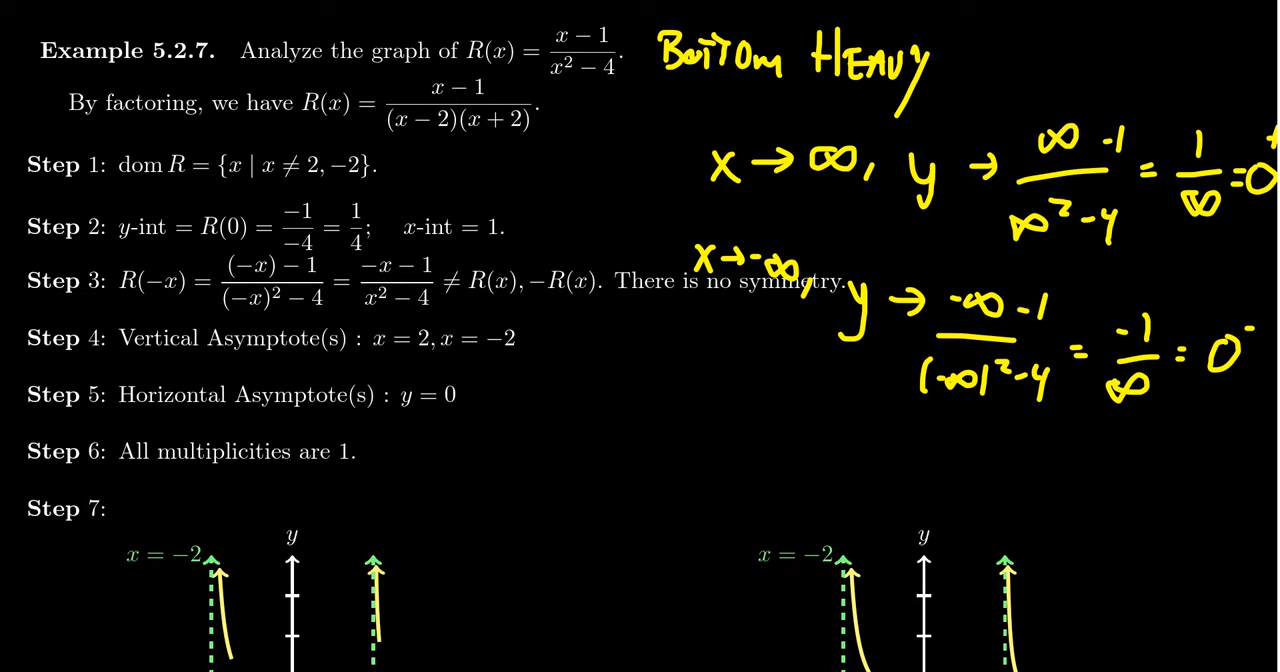 Example 5.2.7. Analyze the graph of R(x) = (x − 1)/(x² − 4).
BOTTOM HEAVY
By factoring, we have R(x) = (x − 1)/((x − 2)(x + 2)).
x → ∞, y → (∞ -1)/(∞² - 4) = 1/∞ = 0⁺
Step 1: dom R = {x | x ≠ 2, −2}.
Step 2: y-int = R(0) = −1/−4 = 1/4; x-int = 1.
x → -∞, y → (-∞ - 1)/((-∞)² - 4) = -1/∞ = 0⁻
Step 3: R(−x) = ((−x) − 1)/((−x)² − 4) = (−x − 1)/(x² − 4) ≠ R(x), −R(x). There is no symmetry.
Step 4: Vertical Asymptote(s) : x = 2, x = −2
Step 5: Horizontal Asymptote(s) : y = 0
Step 6: All multiplicities are 1.
Step 7:
x = −2 y
x = −2 y